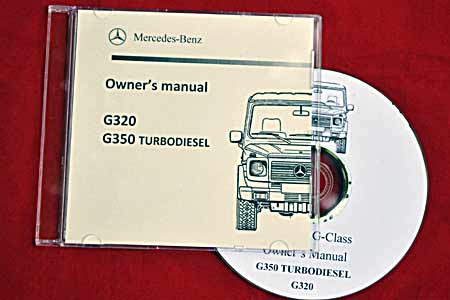 Mercedes-Benz
Owner's manual
G320
G350 TURBODIESEL
G-Class
Owner's Manual
G350 TURBODIESEL
G320